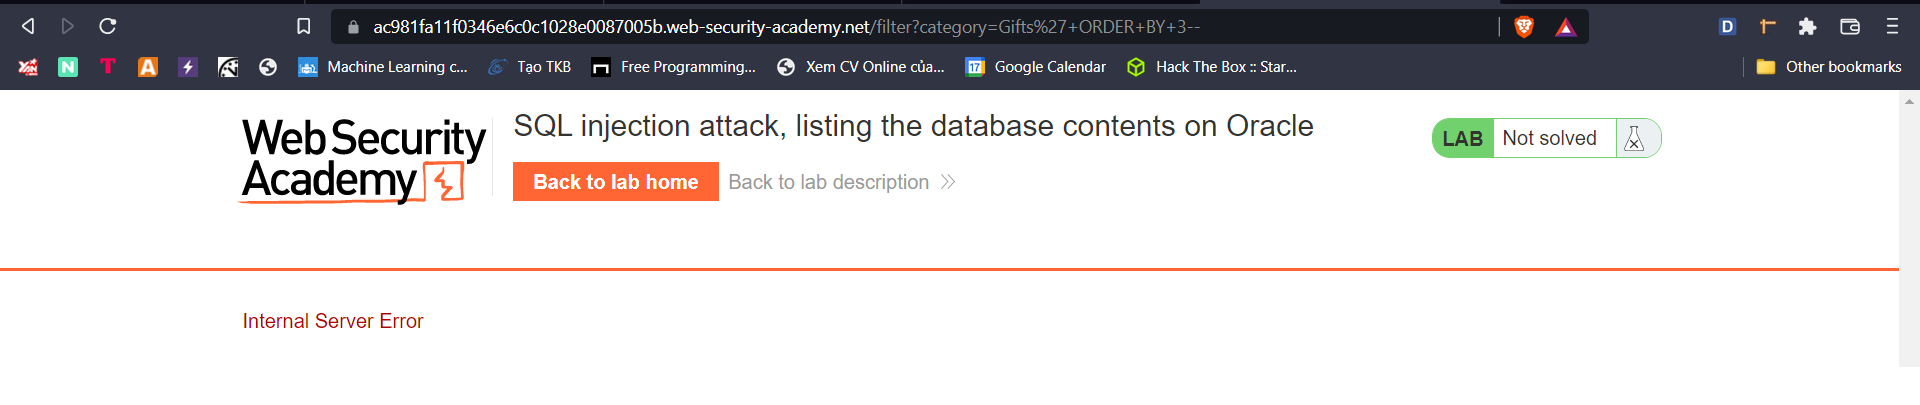 ac981fa11f0346e6c0c1028e0087005b.web-security-academy.net/filter?category=Gifts%27+ORDER+BY+3--
D
N T A Machine Learning c... Tạo TKB Free Programming... Xem CV Online của... 17 Google Calendar Hack The Box :: Star... Other bookmarks
Web Security
Academy
SQL injection attack, listing the database contents on Oracle
Back to lab home Back to lab description
LAB Not solved
Internal Server Error